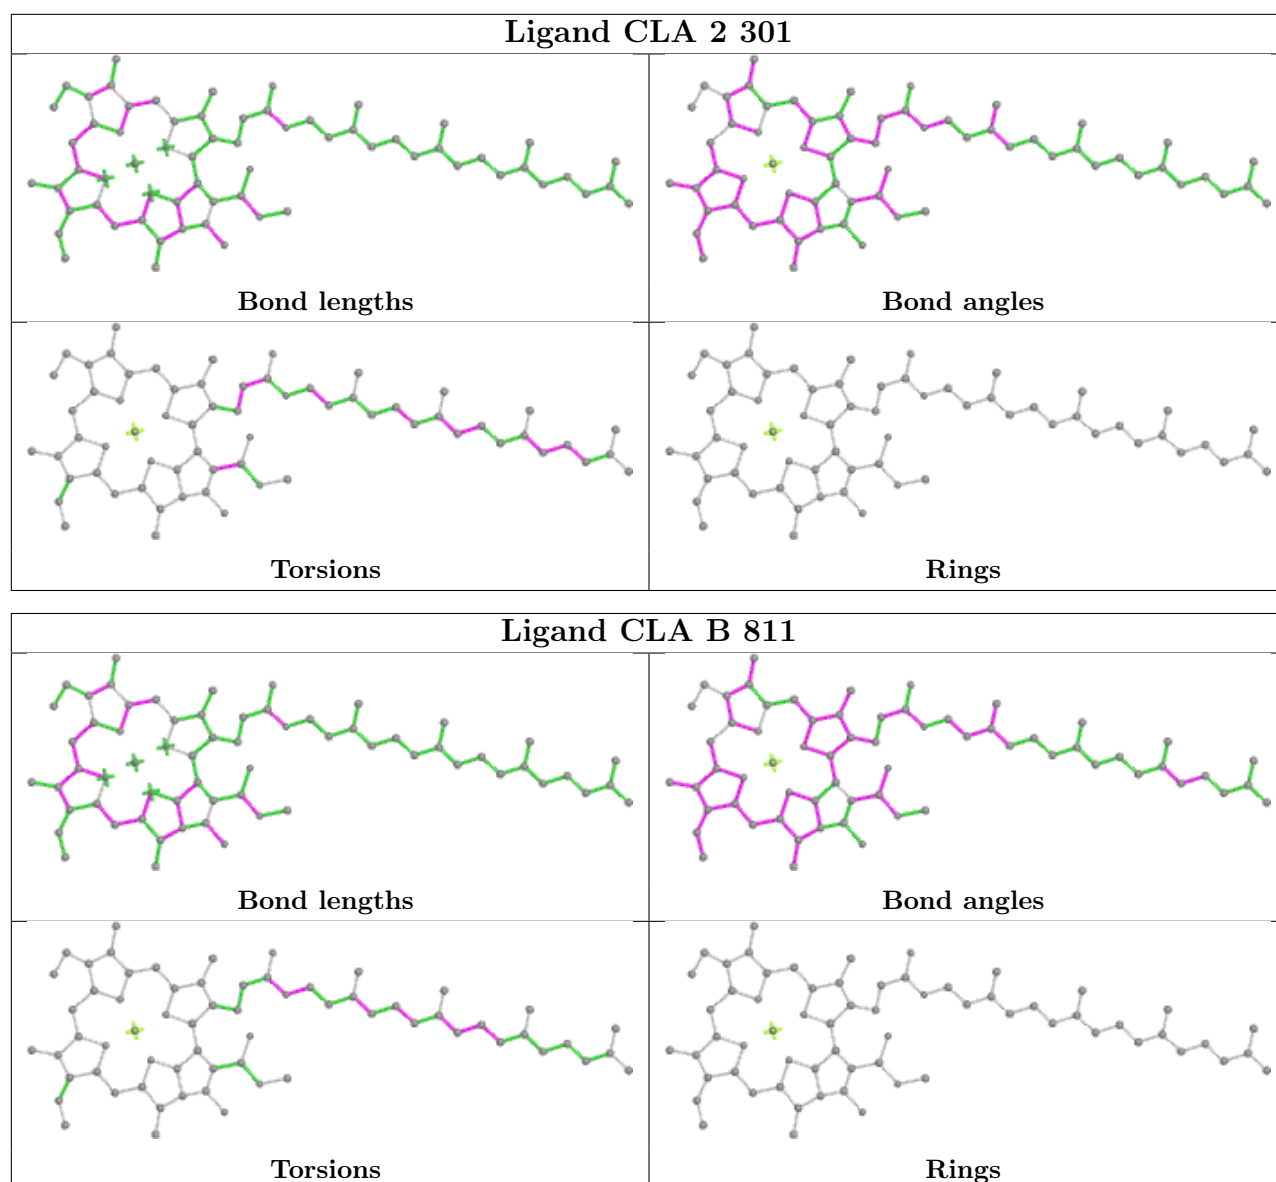 Ligand CLA 2 301
Bond lengths
Bond angles
Torsions
Rings
Ligand CLA B 811
Bond lengths
Bond angles
Torsions
Rings